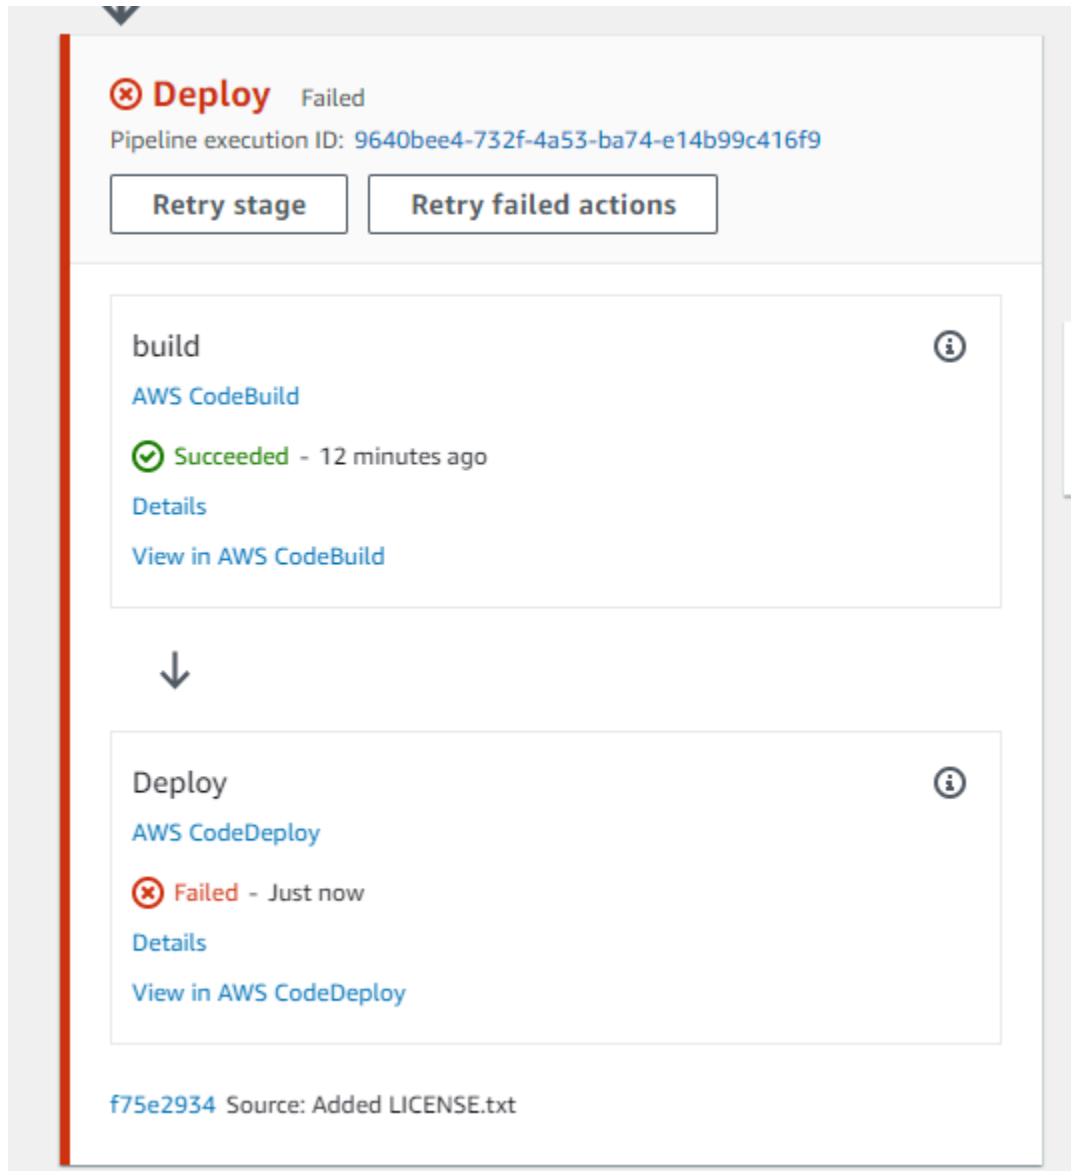 Deploy Failed
Pipeline execution ID: 9640bee4-732f-4a53-ba74-e14b99c416f9
Retry stage Retry failed actions
build
AWS CodeBuild
Succeeded - 12 minutes ago
Details
View in AWS CodeBuild
Deploy
AWS CodeDeploy
Failed - Just now
Details
View in AWS CodeDeploy
f75e2934 Source: Added LICENSE.txt